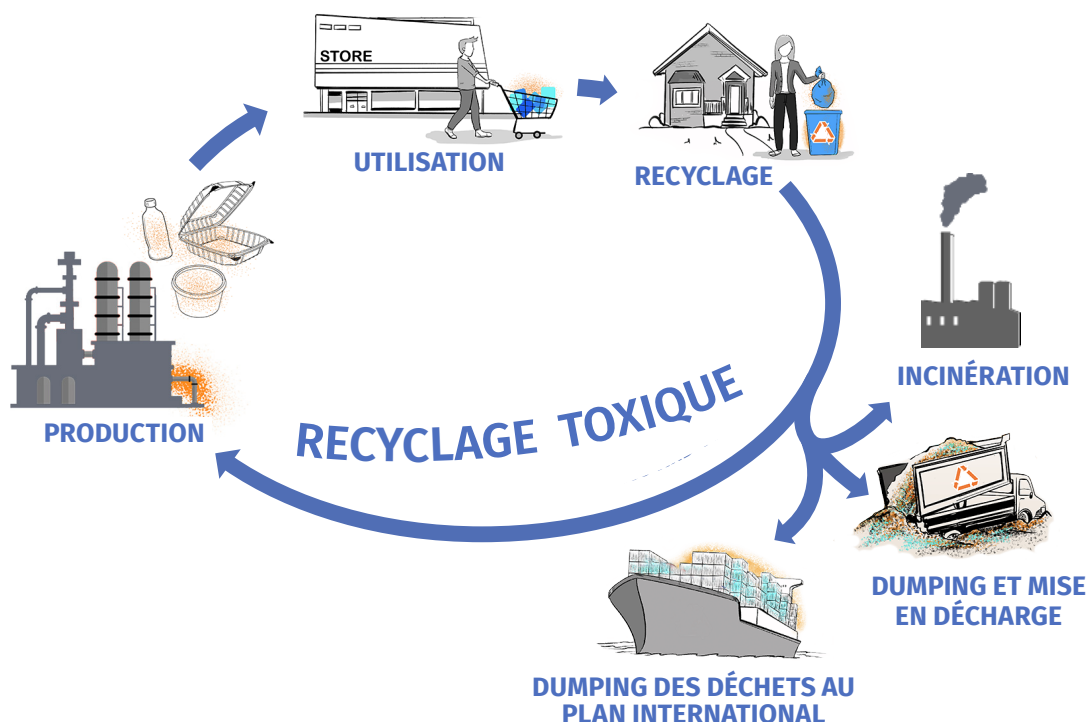 STORE
UTILISATION
RECYCLAGE
INCINÉRATION
PRODUCTION
RECYCLAGE TOXIQUE
DUMPING ET MISE
EN DÉCHARGE
DUMPING DES DÉCHETS AU
PLAN INTERNATIONAL